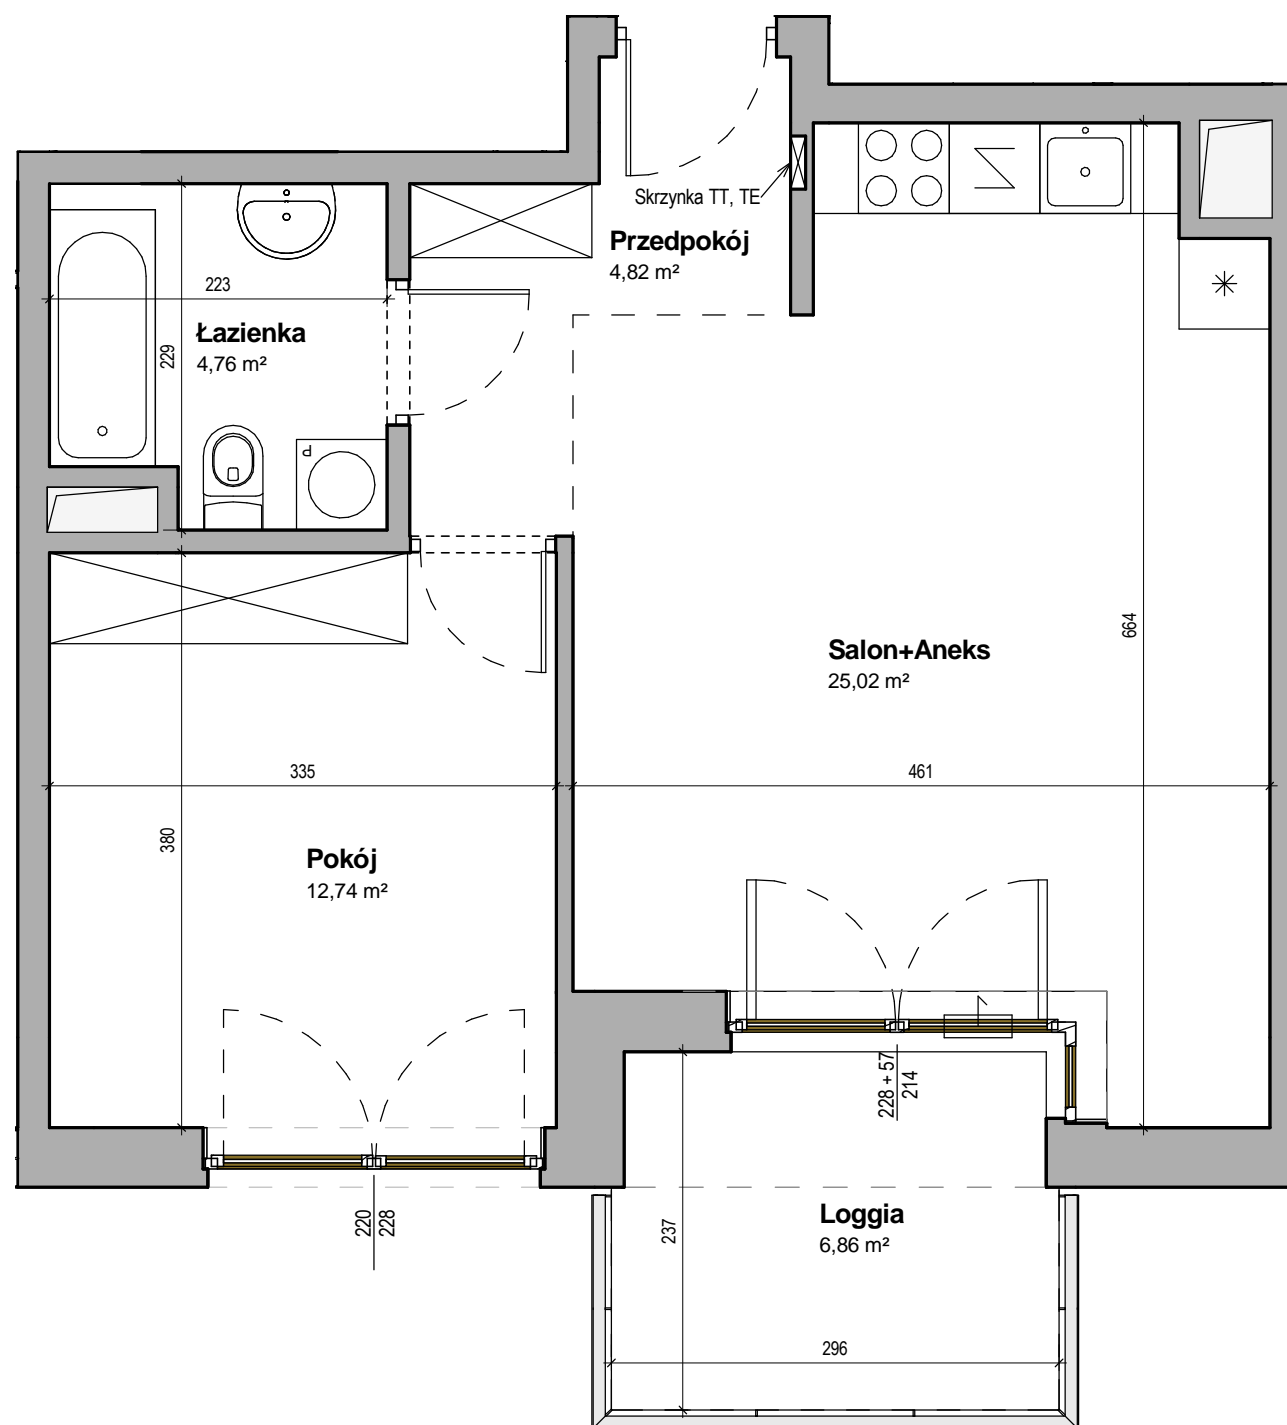 Skrzynka TT, TE
Przedpokój
4,82 m²
223
Łazienka
4,76 m²
229
P
664
Salon+Aneks
25,02 m²
335
461
380
Pokój
12,74 m²
228 + 57
214
220
228
237
Loggia
6,86 m²
296